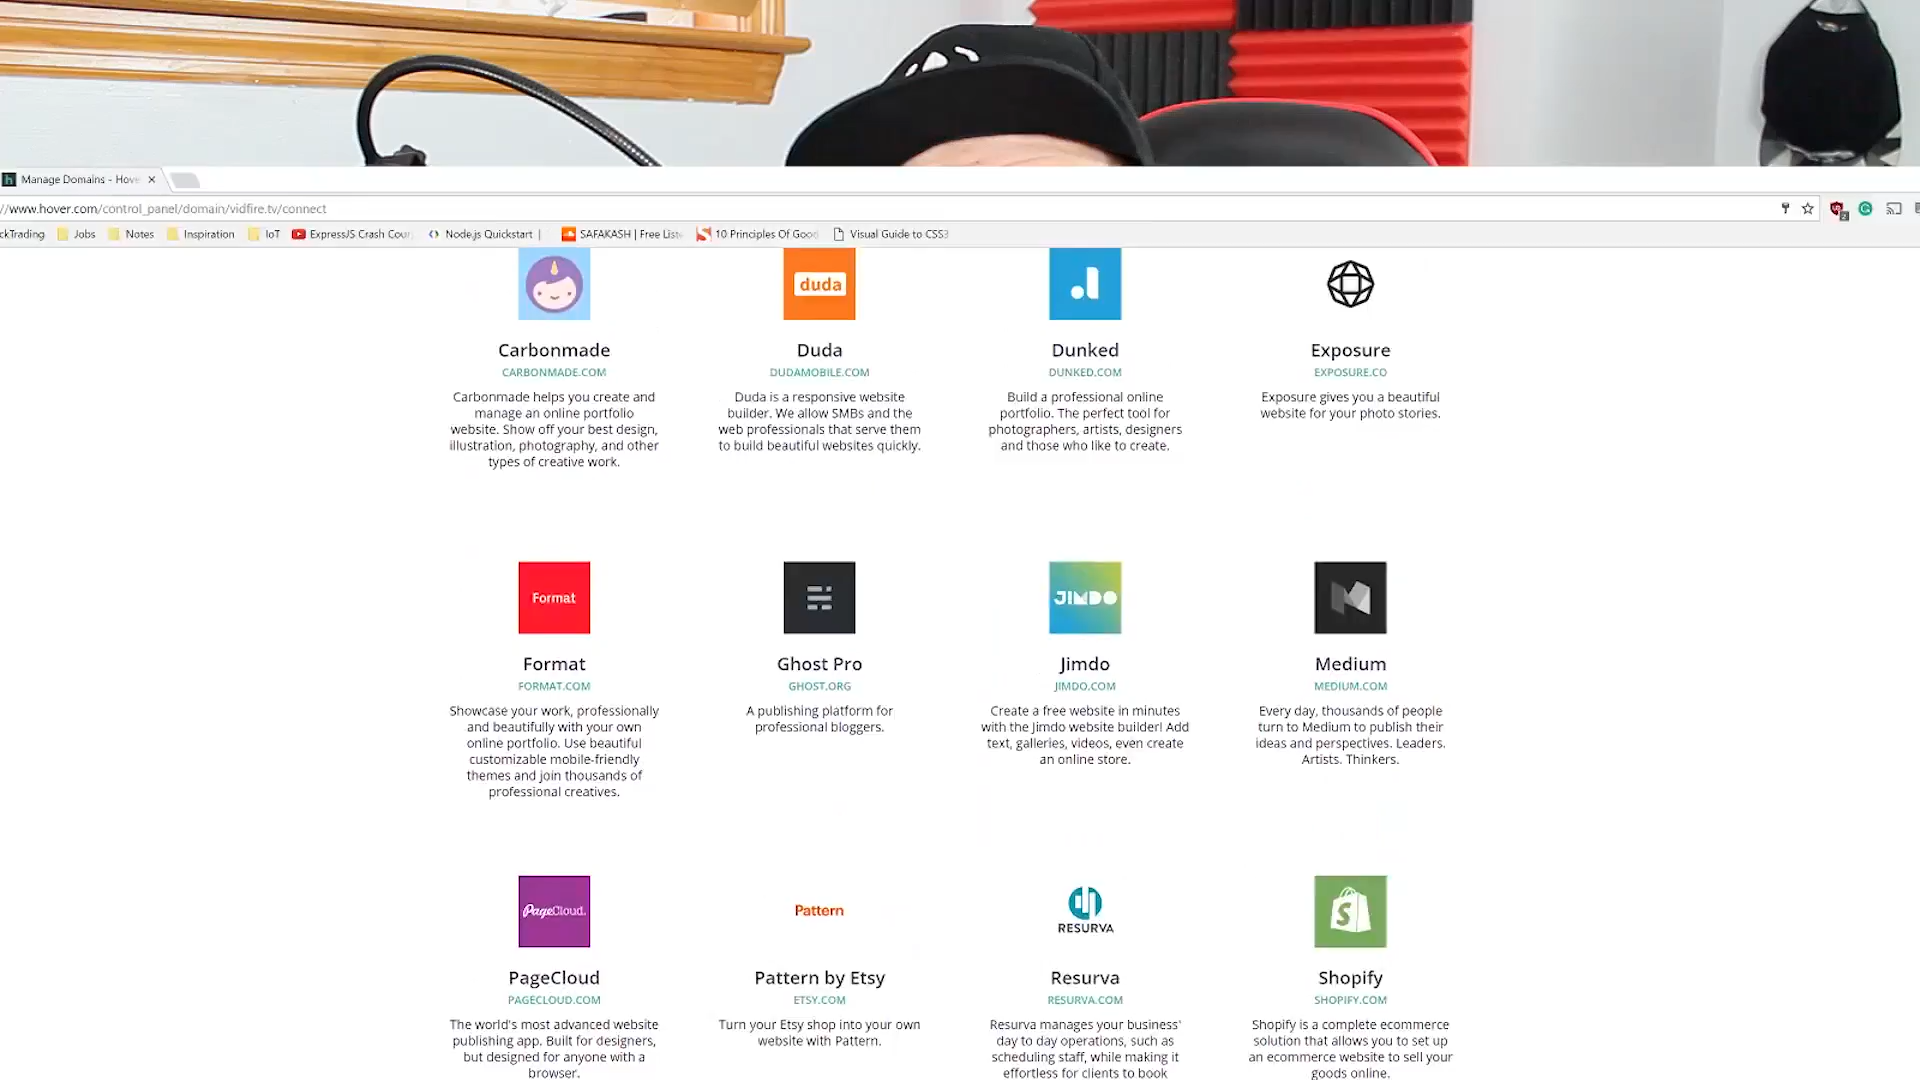 Manage Domains - Hove
//www.hover.com/control_panel/domain/vidfire.tv/connect
ckTrading Jobs Notes Inspiration IoT ExpressJS Crash Cour Node.js Quickstart | SAFAKASH | Free Liste 10 Principles Of Good Visual Guide to CSS3
duda
Carbonmade
CARBONMADE.COM
Carbonmade helps you create and
manage an online portfolio
website. Show off your best design,
illustration, photography, and other
types of creative work.
Duda
DUDAMOBILE.COM
Duda is a responsive website
builder. We allow SMBs and the
web professionals that serve them
to build beautiful websites quickly.
Dunked
DUNKED.COM
Build a professional online
portfolio. The perfect tool for
photographers, artists, designers
and those who like to create.
Exposure
EXPOSURE.CO
Exposure gives you a beautiful
website for your photo stories.
Format
Format
FORMAT.COM
Showcase your work, professionally
and beautifully with your own
online portfolio. Use beautiful
customizable mobile-friendly
themes and join thousands of
professional creatives.
Ghost Pro
GHOST.ORG
A publishing platform for
professional bloggers.
JIMDO
Jimdo
JIMDO.COM
Create a free website in minutes
with the Jimdo website builder! Add
text, galleries, videos, even create
an online store.
Medium
MEDIUM.COM
Every day, thousands of people
turn to Medium to publish their
ideas and perspectives. Leaders.
Artists. Thinkers.
PageCloud.
PageCloud
PAGECLOUD.COM
The world's most advanced website
publishing app. Built for designers,
but designed for anyone with a
browser.
Pattern
Pattern by Etsy
ETSY.COM
Turn your Etsy shop into your own
website with Pattern.
RESURVA
Resurva
RESURVA.COM
Resurva manages your business'
day to day operations, such as
scheduling staff, while making it
effortless for clients to book
Shopify
SHOPIFY.COM
Shopify is a complete ecommerce
solution that allows you to set up
an ecommerce website to sell your
goods online.